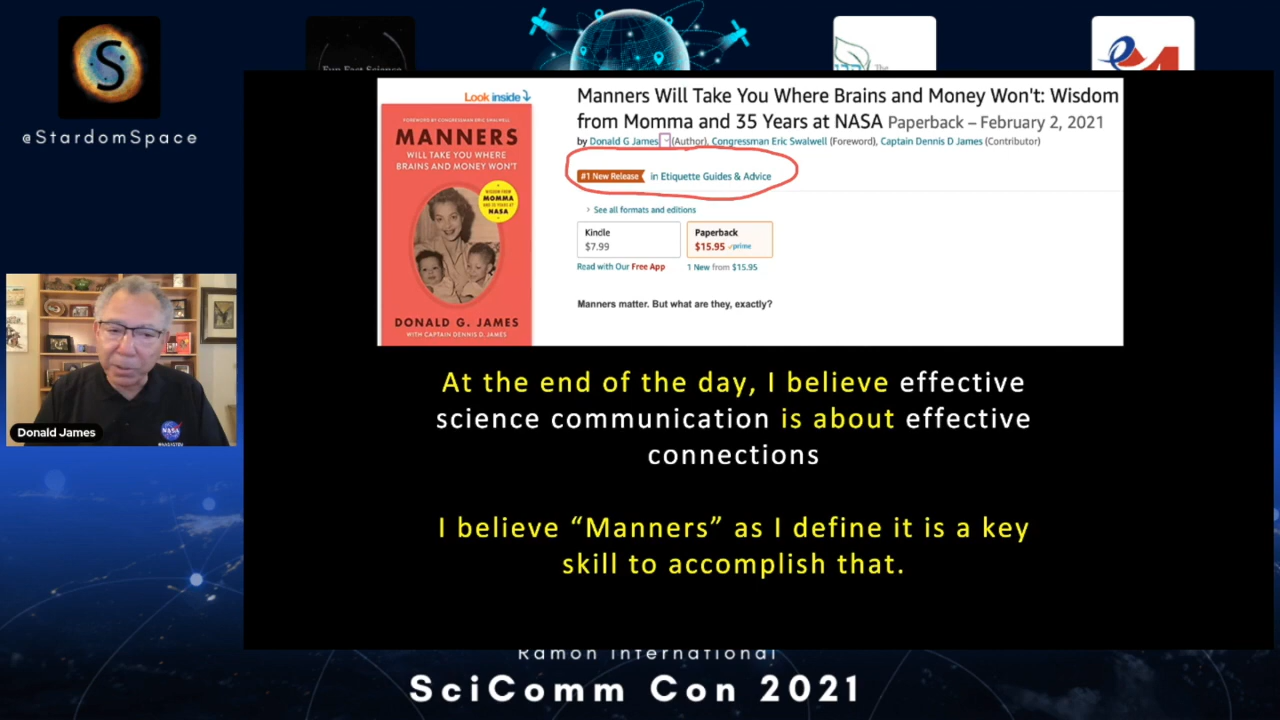 S
@StardomSpace
Fun Fact Science
The
Look inside
FOREWORD BY CONGRESSMAN ERIC SWALWELL
MANNERS
WILL TAKE YOU WHERE
BRAINS AND MONEY WON'T
WISDOM FROM
MOMMA
AND 35 YEARS AT
NASA
DONALD G. JAMES
WITH CAPTAIN DENNIS D. JAMES
Manners Will Take You Where Brains and Money Won't: Wisdom
from Momma and 35 Years at NASA Paperback – February 2, 2021
by Donald G James (Author), Congressman Eric Swalwell (Foreword), Captain Dennis D James (Contributor)
#1 New Release in Etiquette Guides & Advice
See all formats and editions
Kindle
$7.99
Paperback
$15.95 prime
Read with Our Free App
1 New from $15.95
Manners matter. But what are they, exactly?
NASA
Donald James
At the end of the day, I believe effective
science communication is about effective
connections
I believe “Manners” as I define it is a key
skill to accomplish that.
Ramon International
SciComm Con 2021